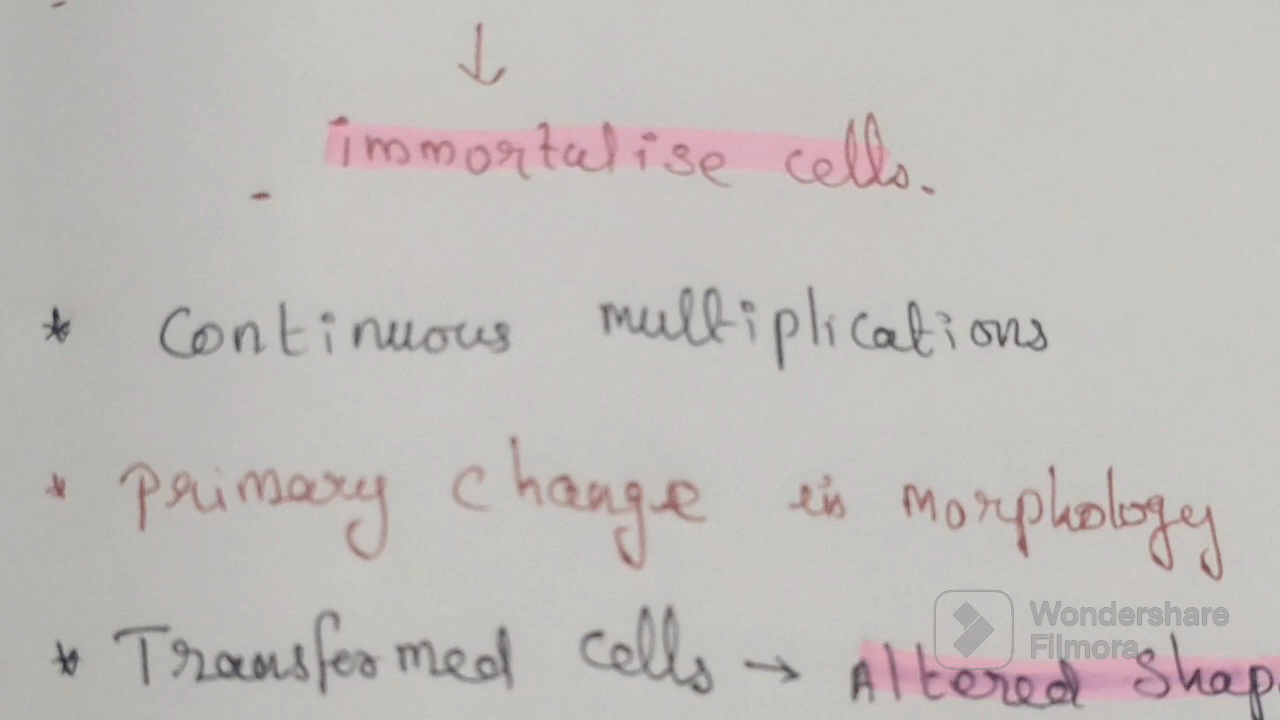 ↓
immortalise cells.
* Continuous multiplications
* primary change in morphology
Wondershare
Filmora
* Transformed cells → Altered Shap